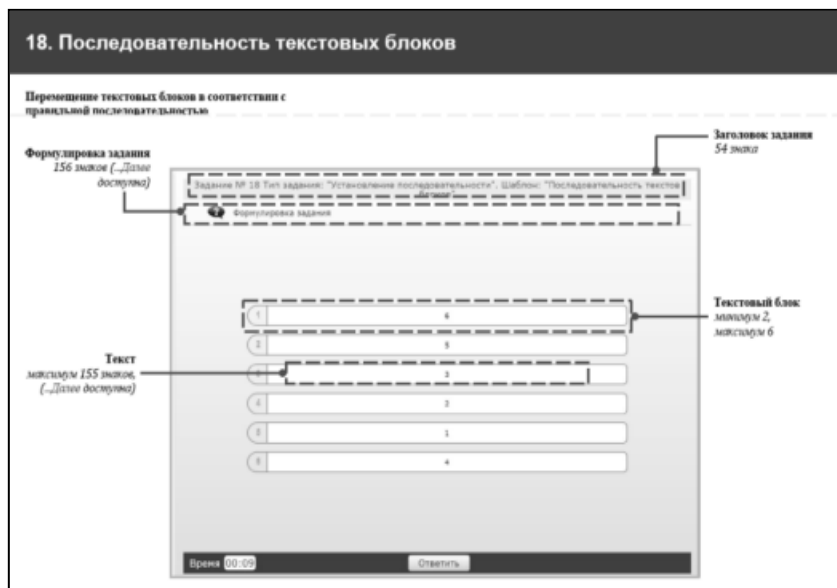 18. Последовательность текстовых блоков
Перемещение текстовых блоков в соответствии с
правильной последовательностью
Заголовок задания
54 знака
Формулировка задания
156 знаков (...Далее
доступна)
Задание № 18 Тип задания: "Установление последовательности". Шаблон: "Последовательность текстов
блоков"
Формулировка задания
Текстовый блок
минимум 2,
максимум 6
1 6
2 5
3
Текст
максимум 155 знаков,
(...Далее доступна)
4 2
1
4
Время 00:09 Ответить